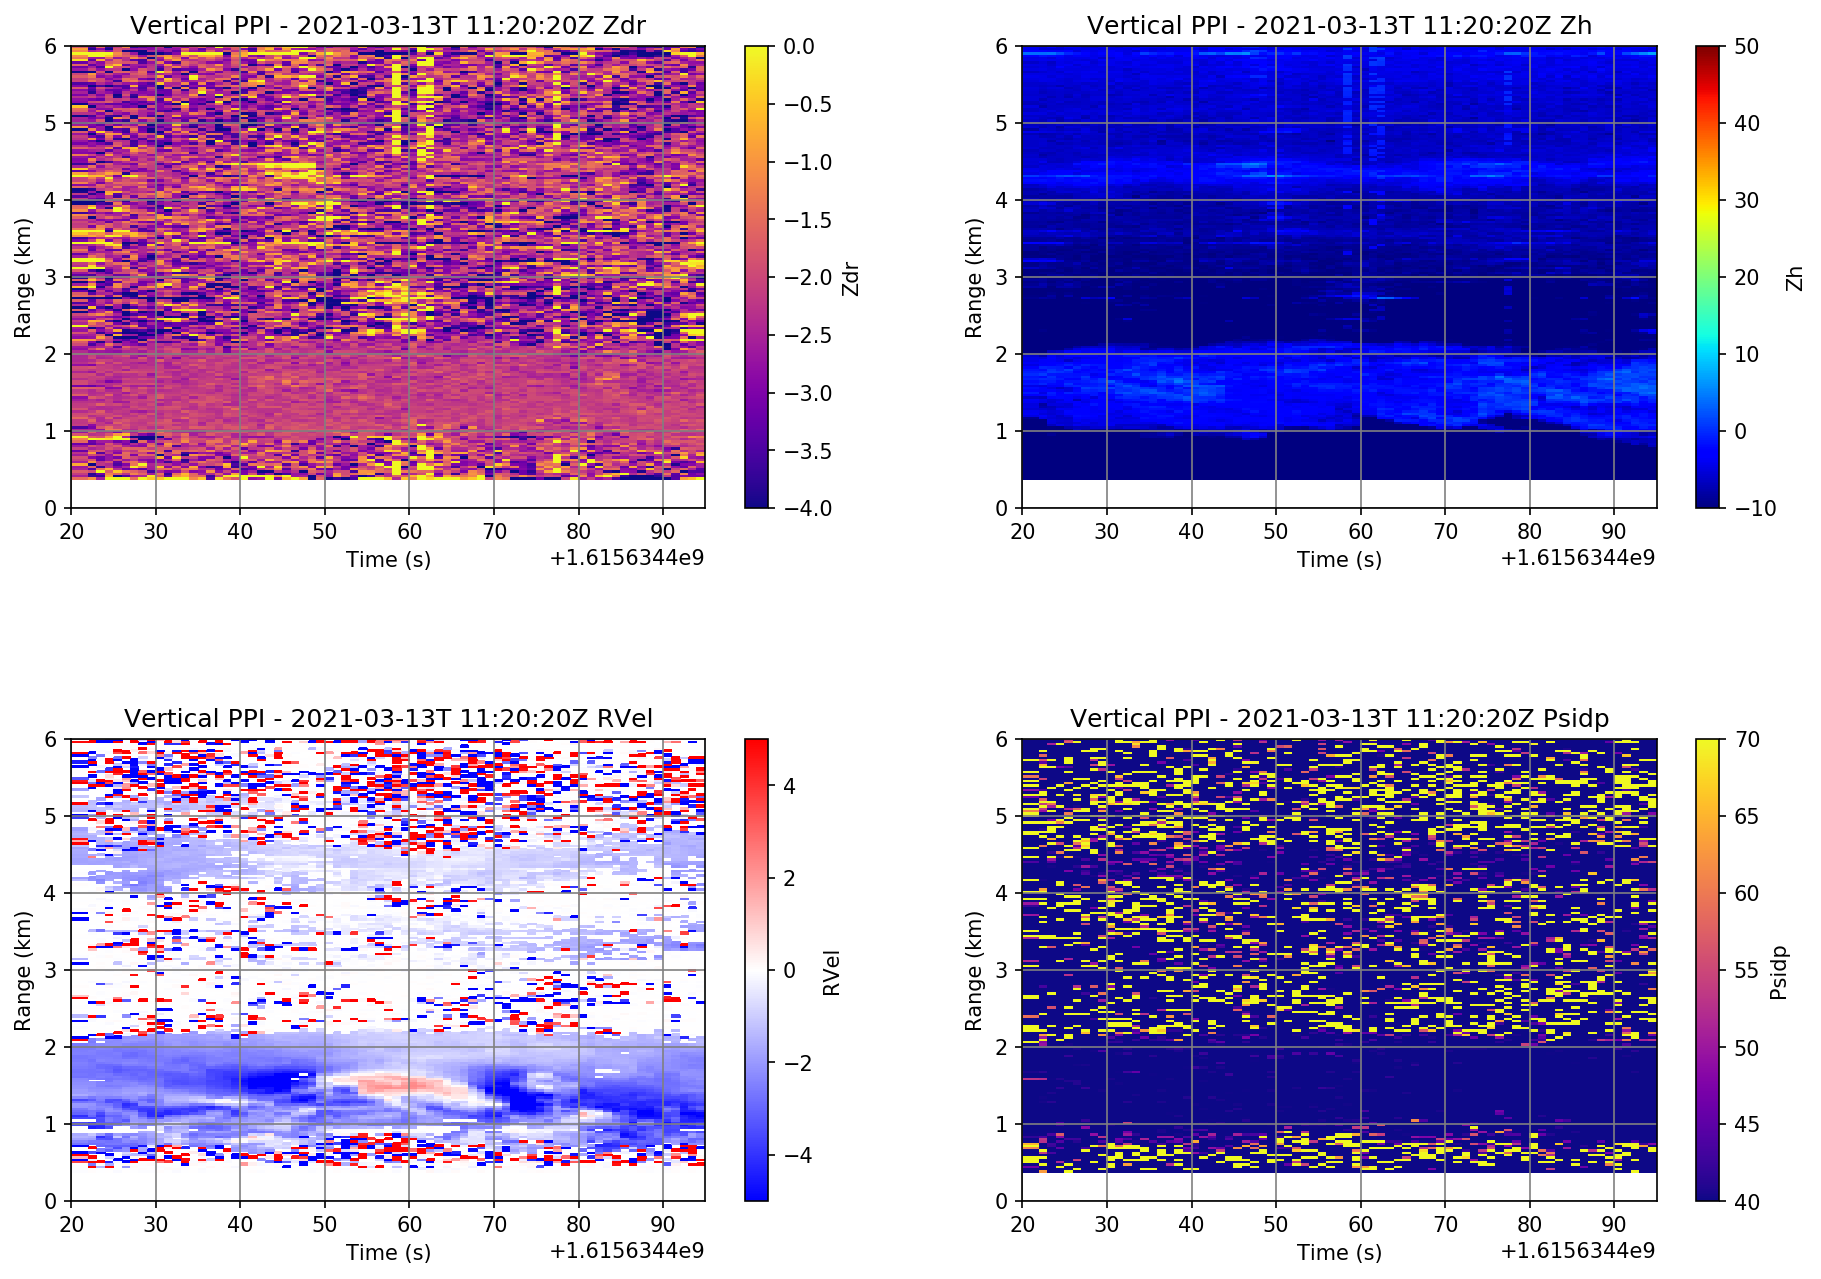 Vertical PPI - 2021-03-13T 11:20:20Z Zdr
6
5
4
3
2
1
0
Range (km)
20 30 40 50 60 70 80 90
Time (s)
+1.6156344e9
0.0
−0.5
−1.0
−1.5
−2.0
−2.5
−3.0
−3.5
−4.0
Zdr
Vertical PPI - 2021-03-13T 11:20:20Z Zh
6
5
4
3
2
1
0
Range (km)
20 30 40 50 60 70 80 90
Time (s)
+1.6156344e9
50
40
30
20
10
0
−10
Zh
Vertical PPI - 2021-03-13T 11:20:20Z RVel
6
5
4
3
2
1
0
Range (km)
20 30 40 50 60 70 80 90
Time (s)
+1.6156344e9
4
2
0
−2
−4
RVel
Vertical PPI - 2021-03-13T 11:20:20Z Psidp
6
5
4
3
2
1
0
Range (km)
20 30 40 50 60 70 80 90
Time (s)
+1.6156344e9
70
65
60
55
50
45
40
Psidp